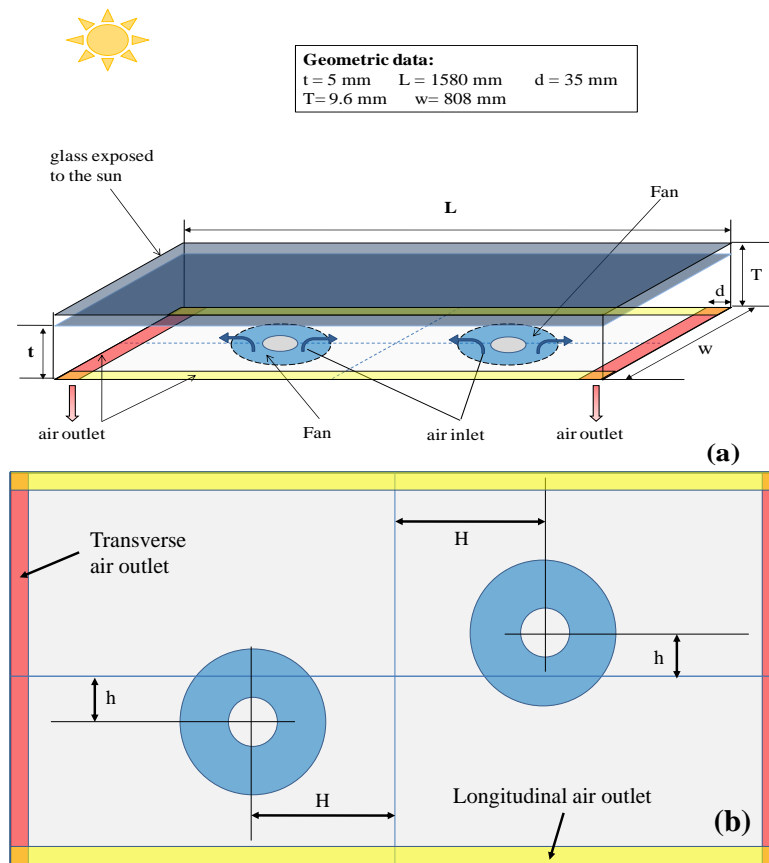 Geometric data:
t = 5 mm L = 1580 mm d = 35 mm
T= 9.6 mm w= 808 mm
glass exposed
to the sun
Fan
L
T
d
t
w
air outlet
Fan
air inlet
air outlet
(a)
H
Transverse
air outlet
h
h
H
Longitudinal air outlet
(b)